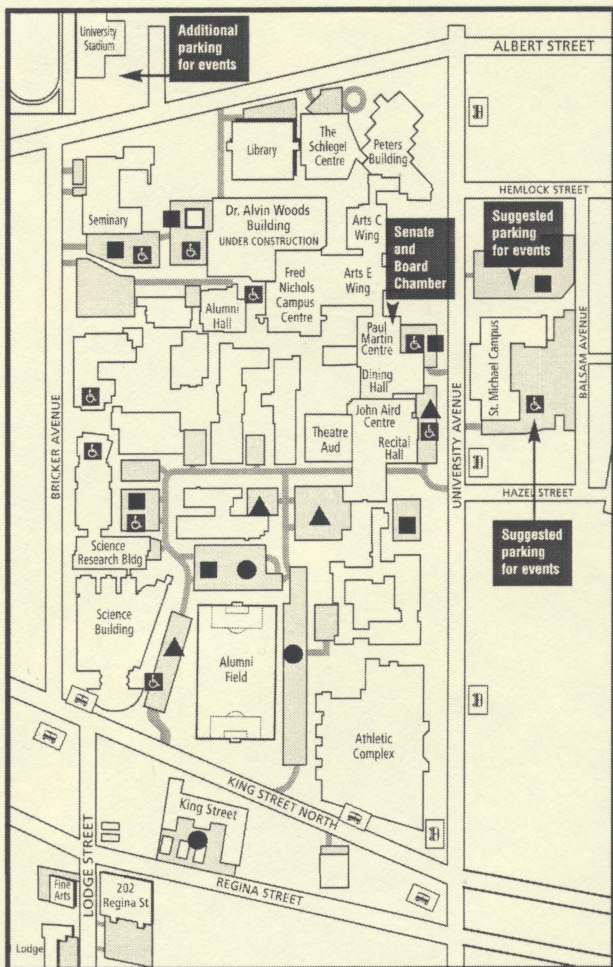 University
Stadium
Additional
parking
for events
ALBERT STREET
Library
The
Schlegel
Centre
Peters
Building
HEMLOCK STREET
Seminary
Dr. Alvin Woods
Building
UNDER CONSTRUCTION
Arts C
Wing
Senate
and
Board
Chamber
Suggested
parking
for events
Fred
Nichols
Campus
Centre
Arts E
Wing
Alumni
Hall
Paul
Martin
Centre
Dining
Hall
St. Michael Campus
BALSAM AVENUE
BRICKER AVENUE
John Aird
Centre
Recital
Hall
Theatre
Aud
UNIVERSITY AVENUE
HAZEL STREET
Suggested
parking
for events
Science
Research Bldg
Science
Building
Alumni
Field
Athletic
Complex
KING STREET NORTH
King Street
LODGE STREET
REGINA STREET
Fine
Arts
202
Regina St
Lodge